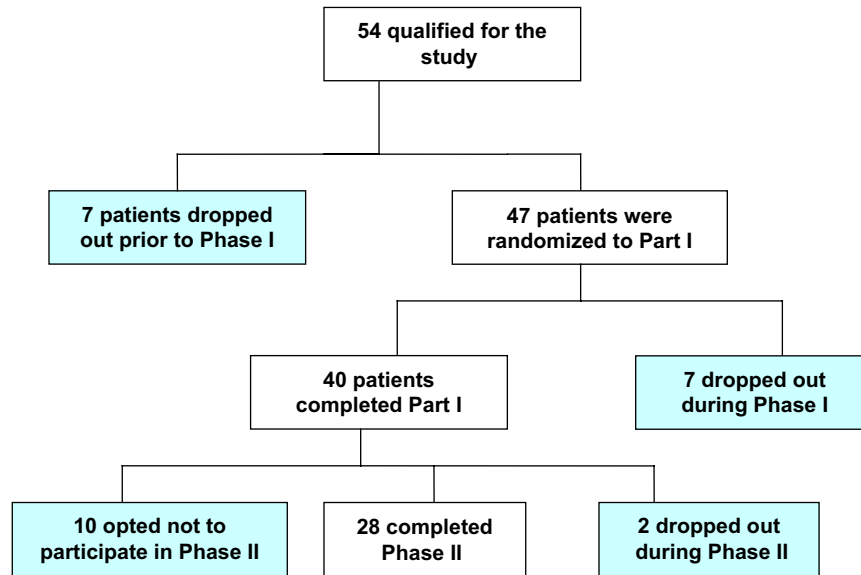 54 qualified for the
study
7 patients dropped
out prior to Phase I
47 patients were
randomized to Part I
40 patients
completed Part I
7 dropped out
during Phase I
10 opted not to
participate in Phase II
28 completed
Phase II
2 dropped out
during Phase II